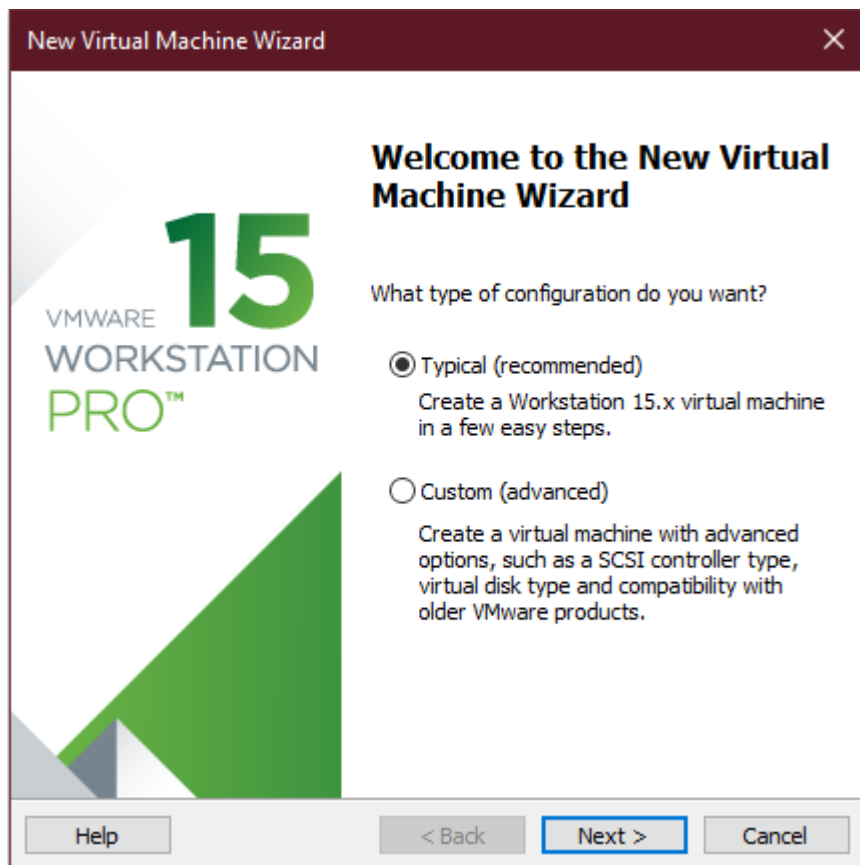 New Virtual Machine Wizard
15
VMWARE
WORKSTATION
PRO™
Welcome to the New Virtual
Machine Wizard
What type of configuration do you want?
Typical (recommended)
Create a Workstation 15.x virtual machine
in a few easy steps.
Custom (advanced)
Create a virtual machine with advanced
options, such as a SCSI controller type,
virtual disk type and compatibility with
older VMware products.
Help
< Back
Next >
Cancel